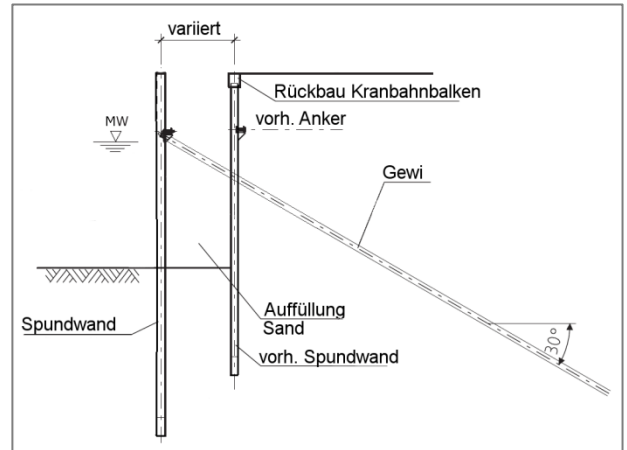 variiert
Rückbau Kranbahnbalken
MW
vorh. Anker
Gewi
Auffüllung
Sand
Spundwand
vorh. Spundwand
30°